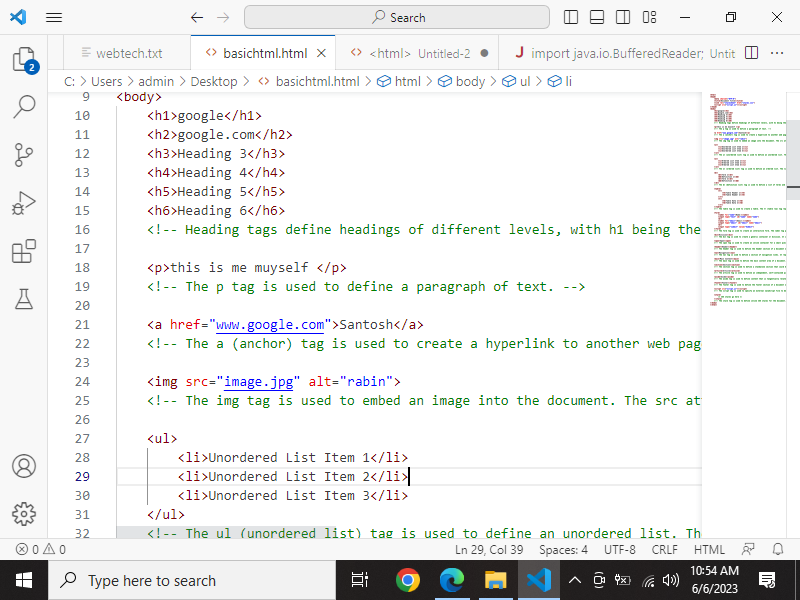 Search
webtech.txt
basichtml.html
<html> Untitled-2
J import java.io.BufferedReader; Untit
C: > Users > admin > Desktop > <> basichtml.html > html > body > ul > li
9 <body>
10 <h1>google</h1>
11 <h2>google.com</h2>
12 <h3>Heading 3</h3>
13 <h4>Heading 4</h4>
14 <h5>Heading 5</h5>
15 <h6>Heading 6</h6>
16 <!-- Heading tags define headings of different levels, with h1 being the
17
18 <p>this is me muyself </p>
19 <!-- The p tag is used to define a paragraph of text. -->
20
21 <a href="www.google.com">Santosh</a>
22 <!-- The a (anchor) tag is used to create a hyperlink to another web pag
23
24 <img src="image.jpg" alt="rabin">
25 <!-- The img tag is used to embed an image into the document. The src at
26
27 <ul>
28 <li>Unordered List Item 1</li>
29 <li>Unordered List Item 2</li>
30 <li>Unordered List Item 3</li>
31 </ul>
32 <!-- The ul (unordered list) tag is used to define an unordered list. Th
2
0 0 Ln 29, Col 39 Spaces: 4 UTF-8 CRLF HTML
Type here to search
10:54 AM
6/6/2023